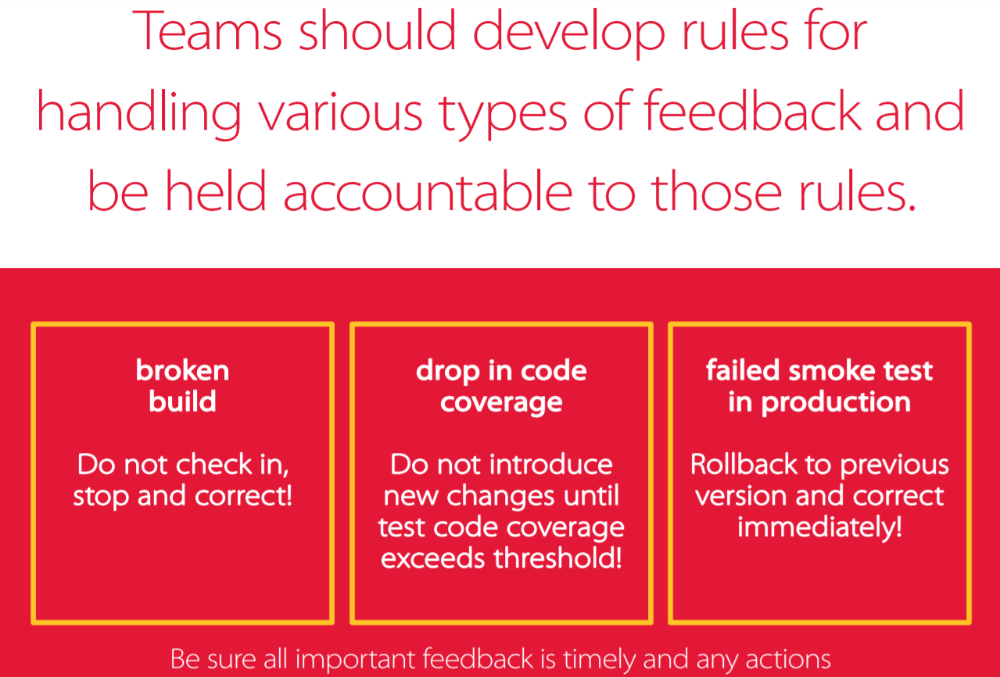 Teams should develop rules for
handling various types of feedback and
be held accountable to those rules.
broken
build
Do not check in,
stop and correct!
drop in code
coverage
Do not introduce
new changes until
test code coverage
exceeds threshold!
failed smoke test
in production
Rollback to previous
version and correct
immediately!
Be sure all important feedback is timely and any actions